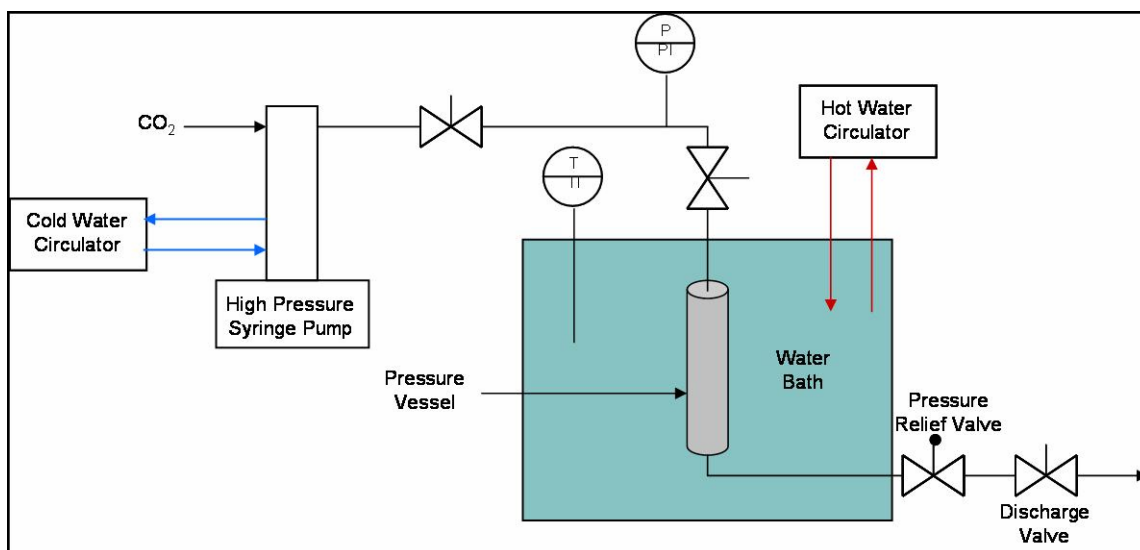 P
PI
Hot Water
Circulator
CO₂
T
TI
Cold Water
Circulator
High Pressure
Syringe Pump
Water
Bath
Pressure
Vessel
Pressure
Relief Valve
Discharge
Valve